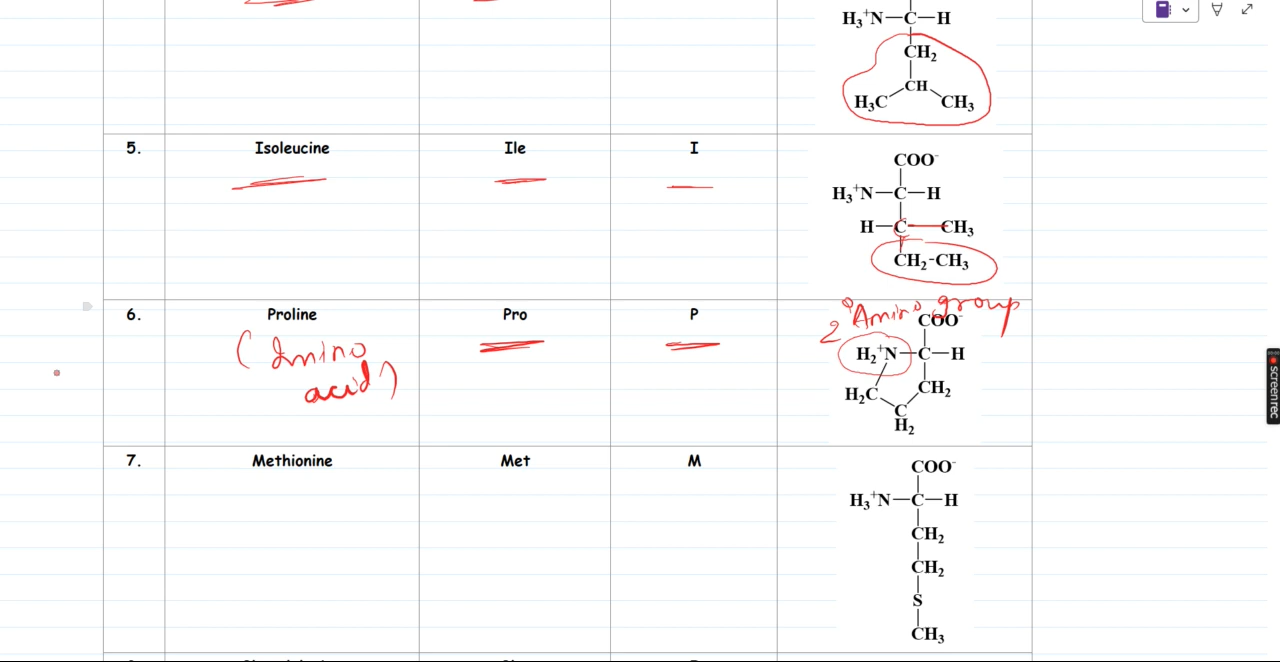 H₃⁺N—C—H
CH₂
CH
H₃C CH₃
5. Isoleucine Ile I
COO⁻
H₃⁺N—C—H
H—C—CH₃
CH₂-CH₃
6. Proline Pro P
2° Amino group
COO⁻
(Imino
acid)
H₂⁺N—C—H
H₂C CH₂
C
H₂
7. Methionine Met M
COO⁻
H₃⁺N—C—H
CH₂
CH₂
S
CH₃
screenrec